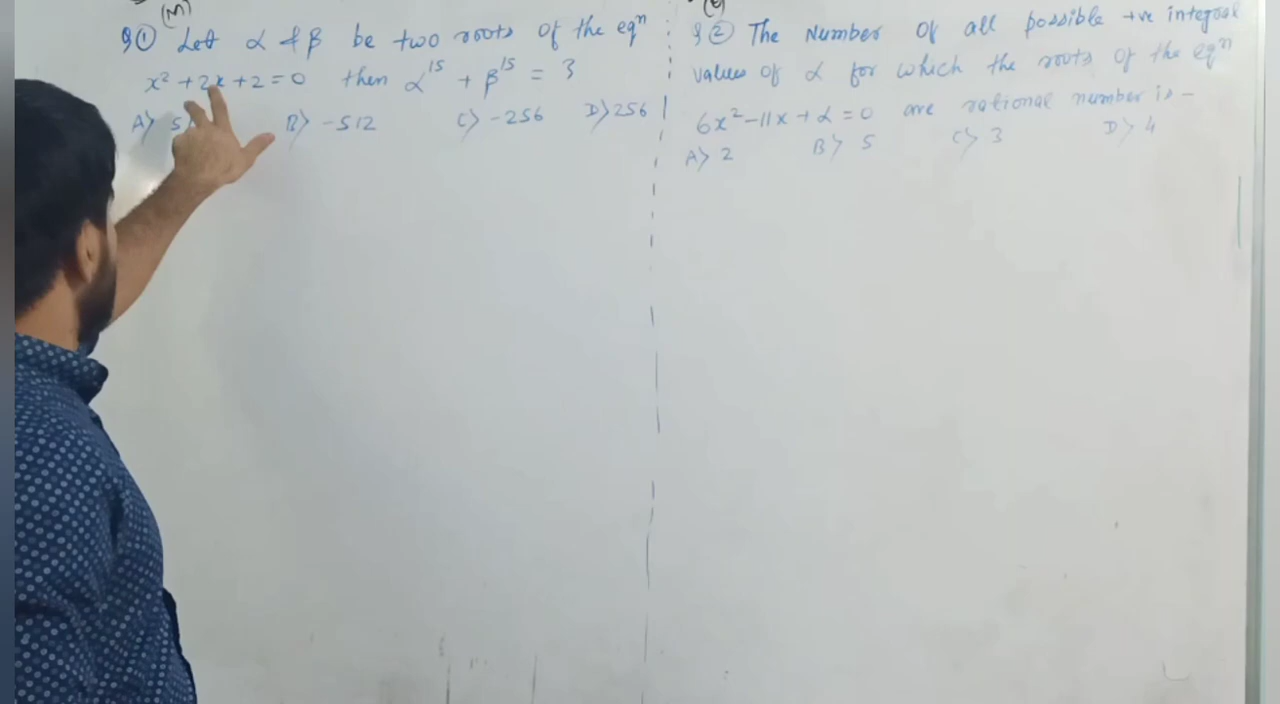 (M)
Q① Let α & β be two roots of the eqⁿ
x² + 2x + 2 = 0 then α¹⁵ + β¹⁵ = ?
A> 5 B> -512 C> -256 D> 256
(E)
Q② The Number of all possible +ve integral
values of α for which the roots of the eqⁿ
6x² - 11x + α = 0 are rational number is -
A> 2 B> 5 C> 3 D> 4